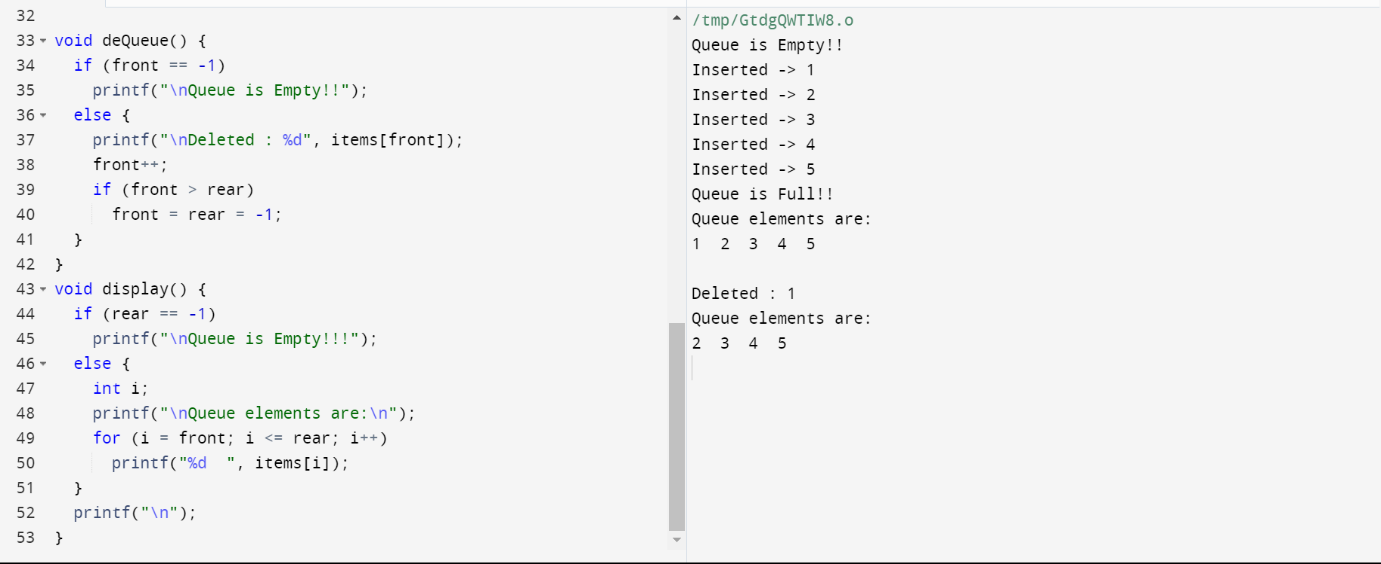 32
33 void deQueue() {
34   if (front == -1)
35     printf("\nQueue is Empty!!");
36   else {
37     printf("\nDeleted : %d", items[front]);
38     front++;
39     if (front > rear)
40       front = rear = -1;
41   }
42 }
43 void display() {
44   if (rear == -1)
45     printf("\nQueue is Empty!!!");
46   else {
47     int i;
48     printf("\nQueue elements are:\n");
49     for (i = front; i <= rear; i++)
50       printf("%d  ", items[i]);
51   }
52   printf("\n");
53 }
/tmp/GtdgQWTIW8.o
Queue is Empty!!
Inserted -> 1
Inserted -> 2
Inserted -> 3
Inserted -> 4
Inserted -> 5
Queue is Full!!
Queue elements are:
1  2  3  4  5
Deleted : 1
Queue elements are:
2  3  4  5